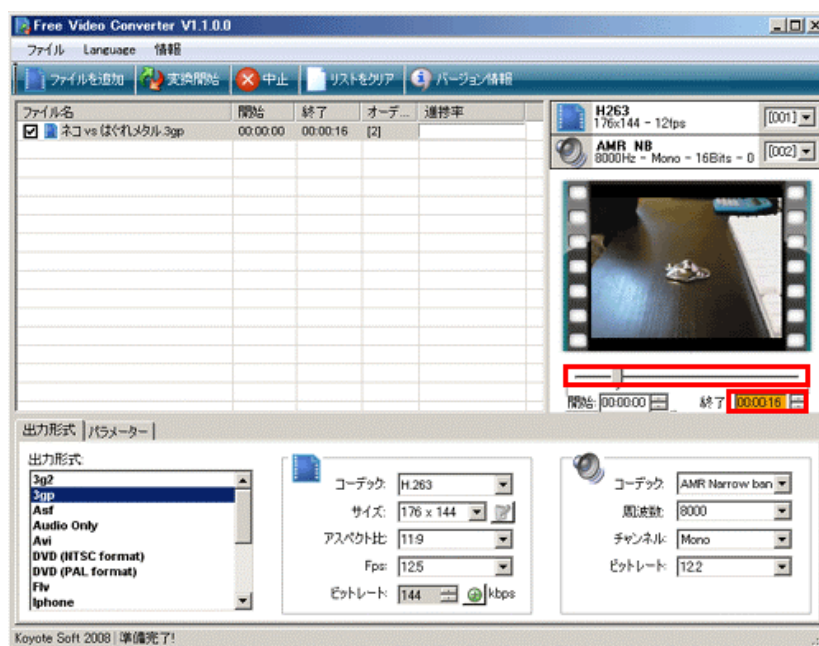 Free Video Converter V1.1.0.0
ファイル Language 情報
ファイルを追加 変換開始 中止 リストをクリア バージョン情報
ファイル名 開始 終了 オーデ... 進捗率
ネコ vs はぐれメタル.3gp 00:00:00 00:00:16 [2]
H263
176x144 - 12fps
[001]
AMR NB
8000Hz - Mono - 16Bits - 0
[002]
開始: 00:00:00 終了 00:00:16
出力形式 パラメーター
出力形式:
3g2
3gp
Asf
Audio Only
Avi
DVD (NTSC format)
DVD (PAL format)
Flv
Iphone
コーデック: H.263
サイズ: 176 x 144
アスペクト比: 11:9
Fps: 12.5
ビットレート: 144 kbps
コーデック: AMR Narrow ban
周波数: 8000
チャンネル: Mono
ビットレート: 12.2
Koyote Soft 2008 準備完了!